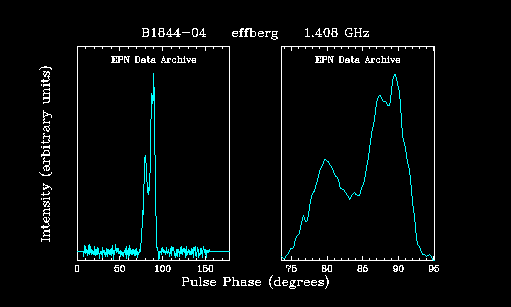 B1844-04 effberg 1.408 GHz
EPN Data Archive EPN Data Archive
Intensity (arbitrary units)
0 50 100 150 75 80 85 90 95
Pulse Phase (degrees)